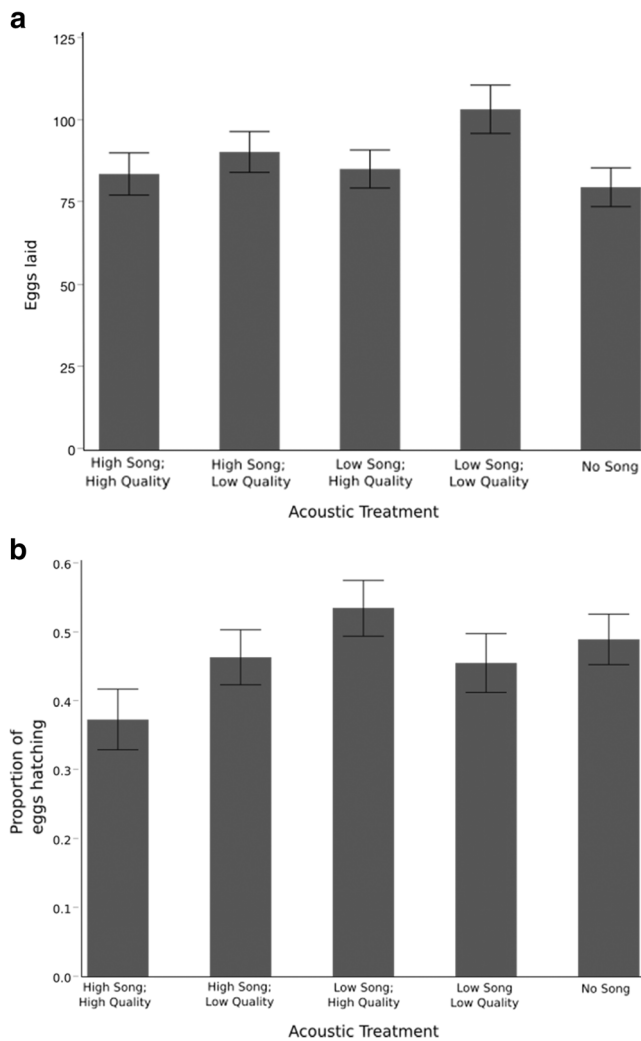 a
125
100
75
50
25
0
Eggs laid
High Song;
High Quality
High Song;
Low Quality
Low Song;
High Quality
Low Song;
Low Quality
No Song
Acoustic Treatment
b
0.6
0.5
0.4
0.3
0.2
0.1
0.0
Proportion of
eggs hatching
High Song;
High Quality
High Song;
Low Quality
Low Song;
High Quality
Low Song
Low Quality
No Song
Acoustic Treatment